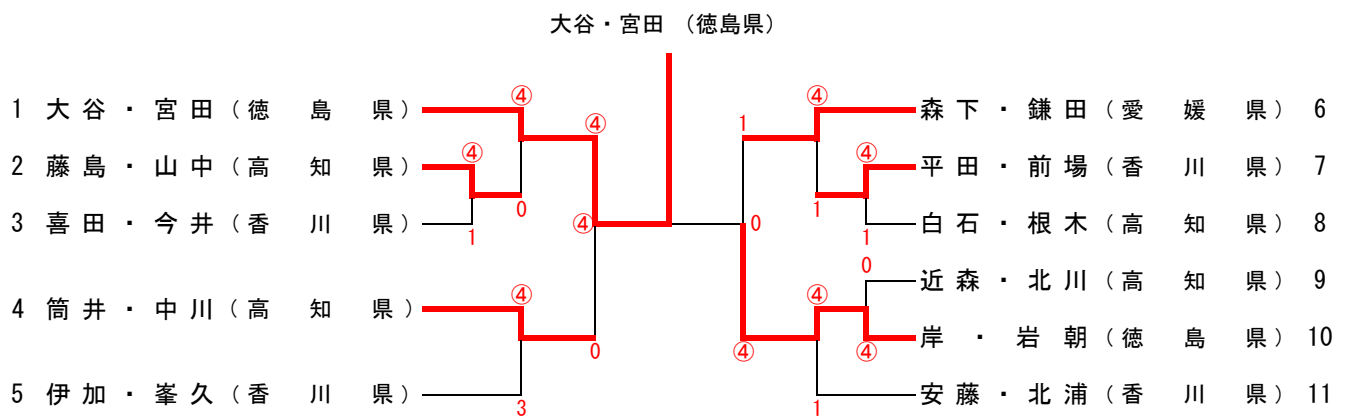 大谷・宮田 （徳島県）
1 大谷・宮田（徳島県） ④ ④ 1 ④ 森下・鎌田（愛媛県） 6
2 藤島・山中（高知県） ④ ④ 平田・前場（香川県） 7
3 喜田・今井（香川県） 1 0 ④ 0 1 1 白石・根木（高知県） 8
0 近森・北川（高知県） 9
4 筒井・中川（高知県） ④ ④
0 ④ ④ 岸・岩朝（徳島県） 10
5 伊加・峯久（香川県） 3 1 安藤・北浦（香川県） 11